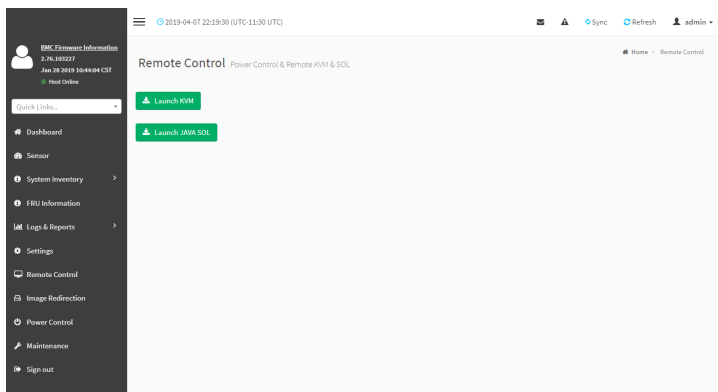 2019-04-07 22:19:30 (UTC-11:30 UTC)
Sync
Refresh
admin
BMC Firmware Information
2.76.103227
Jan 28 2019 10:44:04 CST
Host Online
Quick Links..
Dashboard
Sensor
System Inventory
FRU Information
Logs & Reports
Settings
Remote Control
Image Redirection
Power Control
Maintenance
Sign out
Home > Remote Control
Remote Control Power Control & Remote KVM & SOL
Launch KVM
Launch JAVA SOL